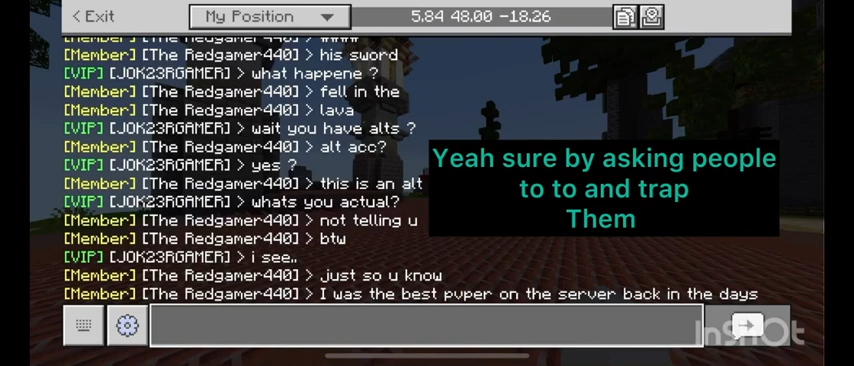 < Exit
My Position
5.84 48.00 -18.26
[Member] [The Redgamer440] > ####
[Member] [The Redgamer440] > his sword
[VIP] [JOK23RGAMER] > what happene ?
[Member] [The Redgamer440] > fell in the
[Member] [The Redgamer440] > lava
[VIP] [JOK23RGAMER] > wait you have alts ?
[Member] [The Redgamer440] > alt acc?
[VIP] [JOK23RGAMER] > yes ?
[Member] [The Redgamer440] > this is an alt
[VIP] [JOK23RGAMER] > whats you actual?
[Member] [The Redgamer440] > not telling u
[Member] [The Redgamer440] > btw
[VIP] [JOK23RGAMER] > i see..
[Member] [The Redgamer440] > just so u know
[Member] [The Redgamer440] > I was the best pvper on the server back in the days
Yeah sure by asking people
to to and trap
Them
InShOt